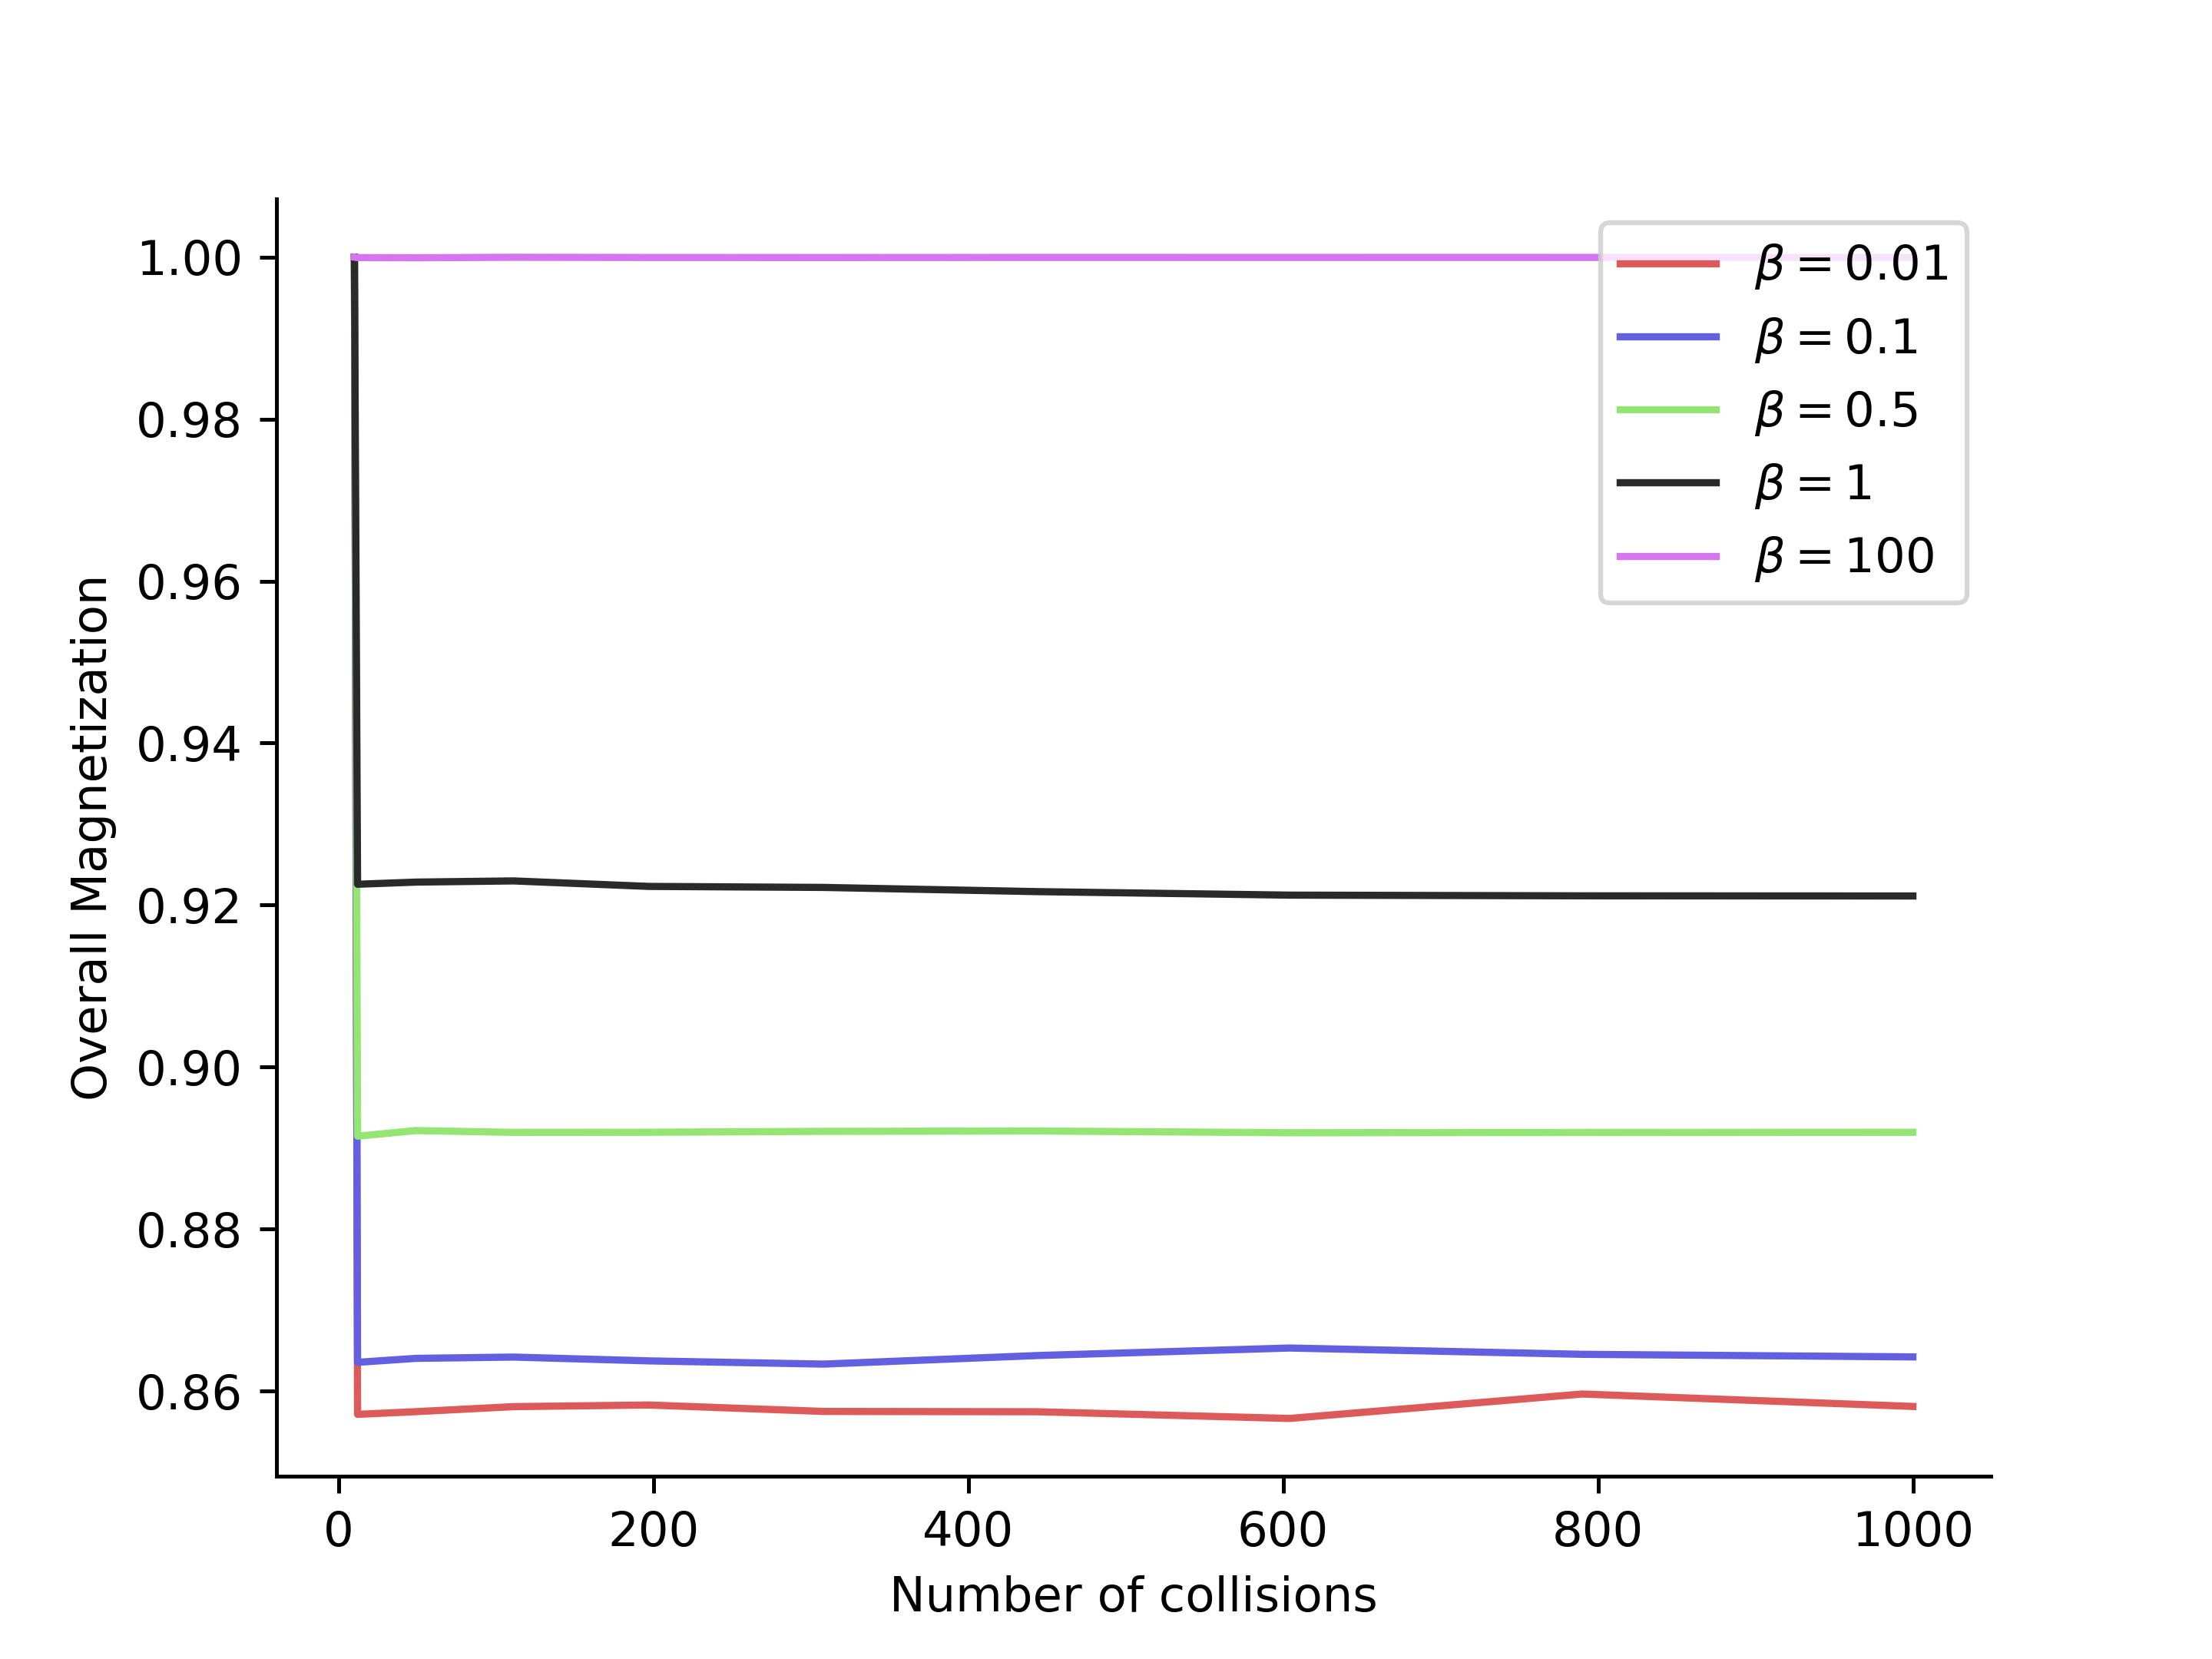 1.00
0.98
0.96
0.94
0.92
0.90
0.88
0.86
Overall Magnetization
β = 0.01
β = 0.1
β = 0.5
β = 1
β = 100
0 200 400 600 800 1000
Number of collisions